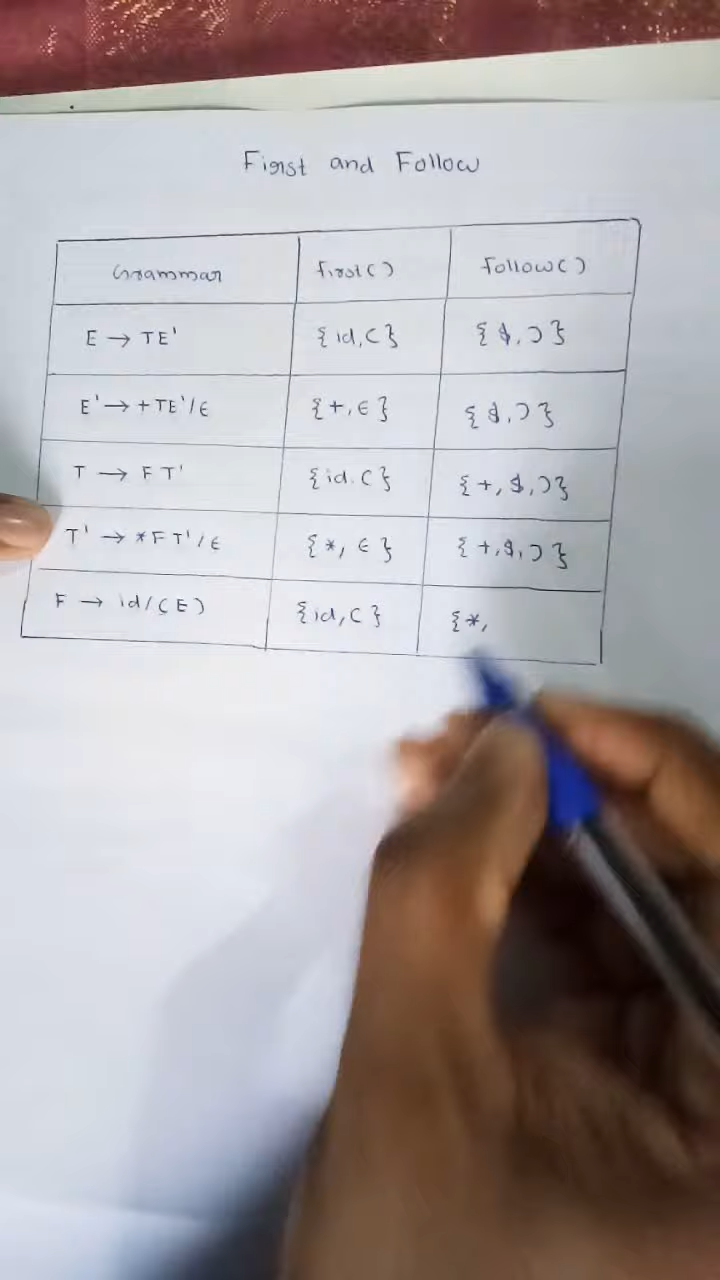 First and Follow
Grammar First() Follow()
E → TE' {id,(} {$,)}
E' → +TE'/ε {+,ε} {$,)}
T → FT' {id.(} {+,$,)}
T' → *FT'/ε {*,ε} {+,$,)}
F → id/(E) {id,(} {*,